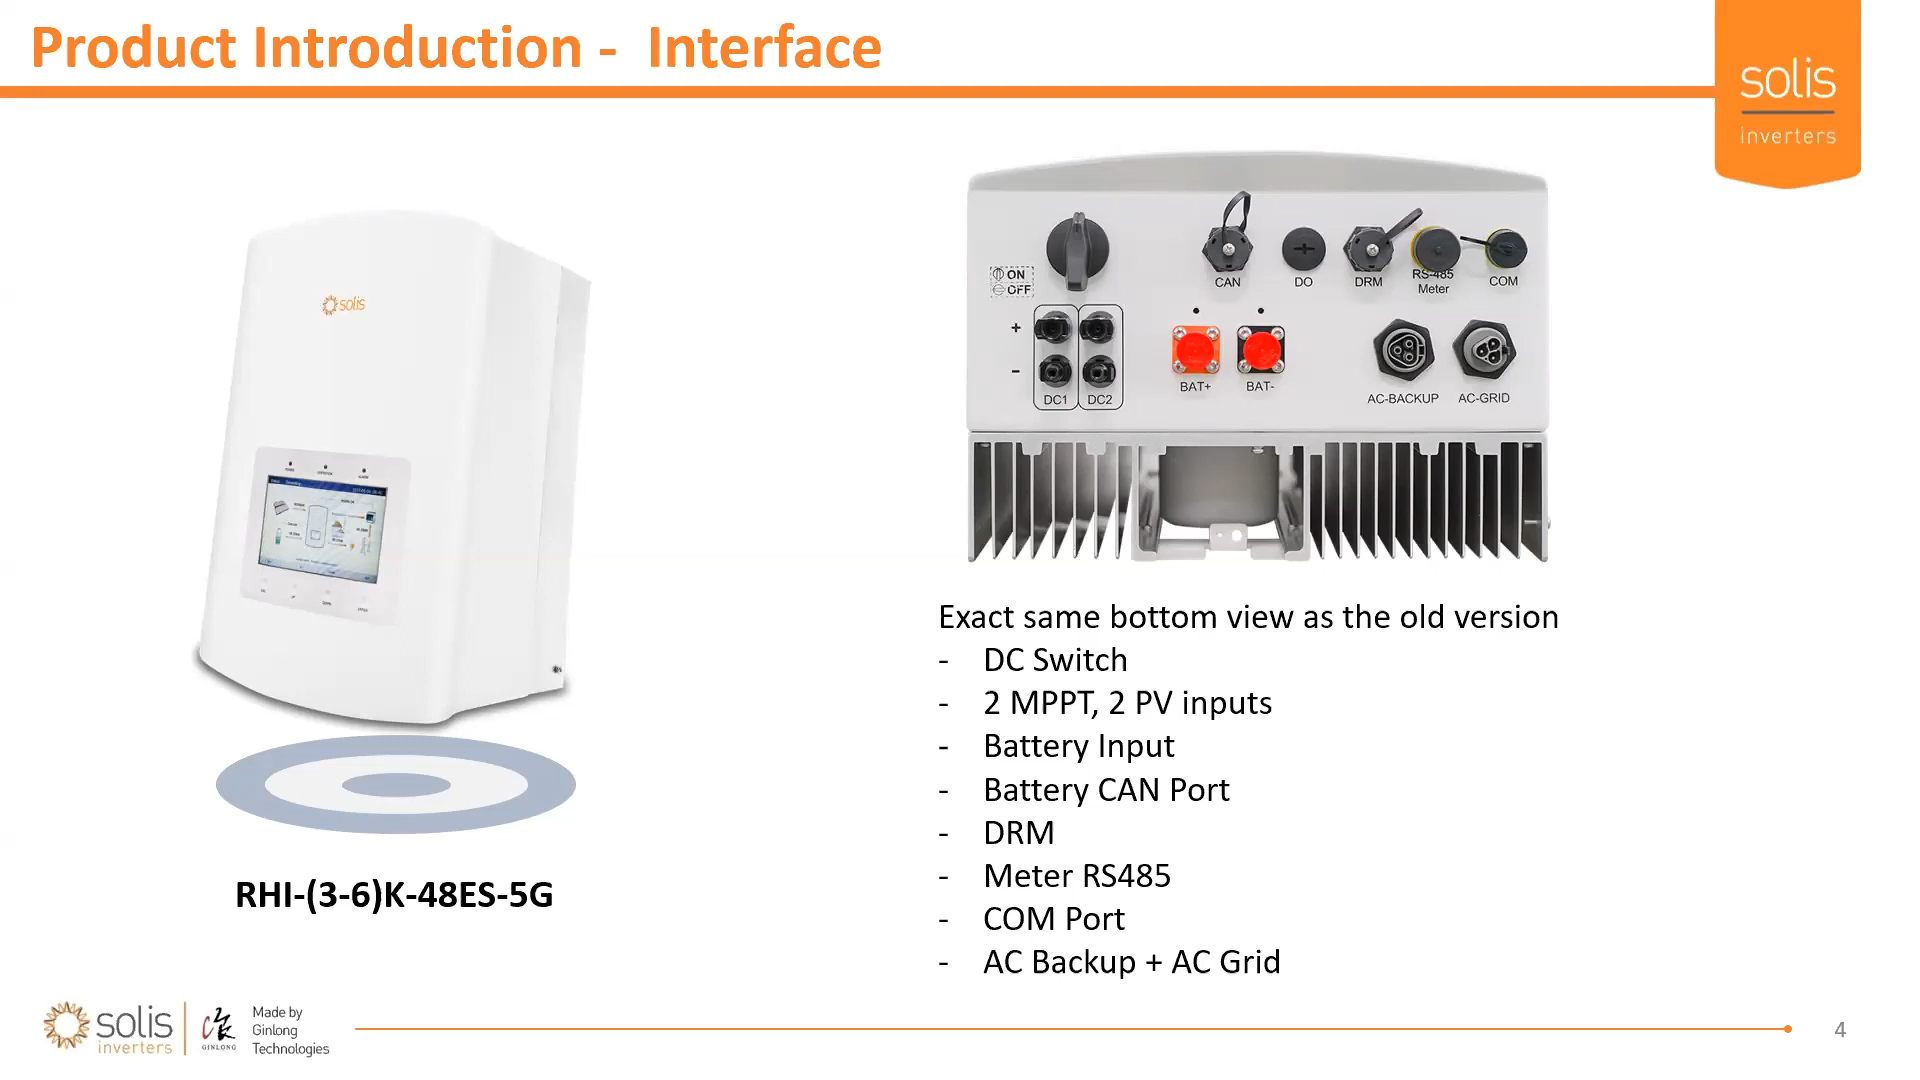 Product Introduction -  Interface
solis
inverters
solis
ON
OFF
CAN
DO
DRM
RS-485
Meter
COM
+
-
DC1
DC2
BAT+
BAT-
AC-BACKUP
AC-GRID
Exact same bottom view as the old version
- DC Switch
- 2 MPPT, 2 PV inputs
- Battery Input
- Battery CAN Port
- DRM
- Meter RS485
- COM Port
- AC Backup + AC Grid
RHI-(3-6)K-48ES-5G
solis
inverters
GINLONG
Made by
Ginlong
Technologies
4